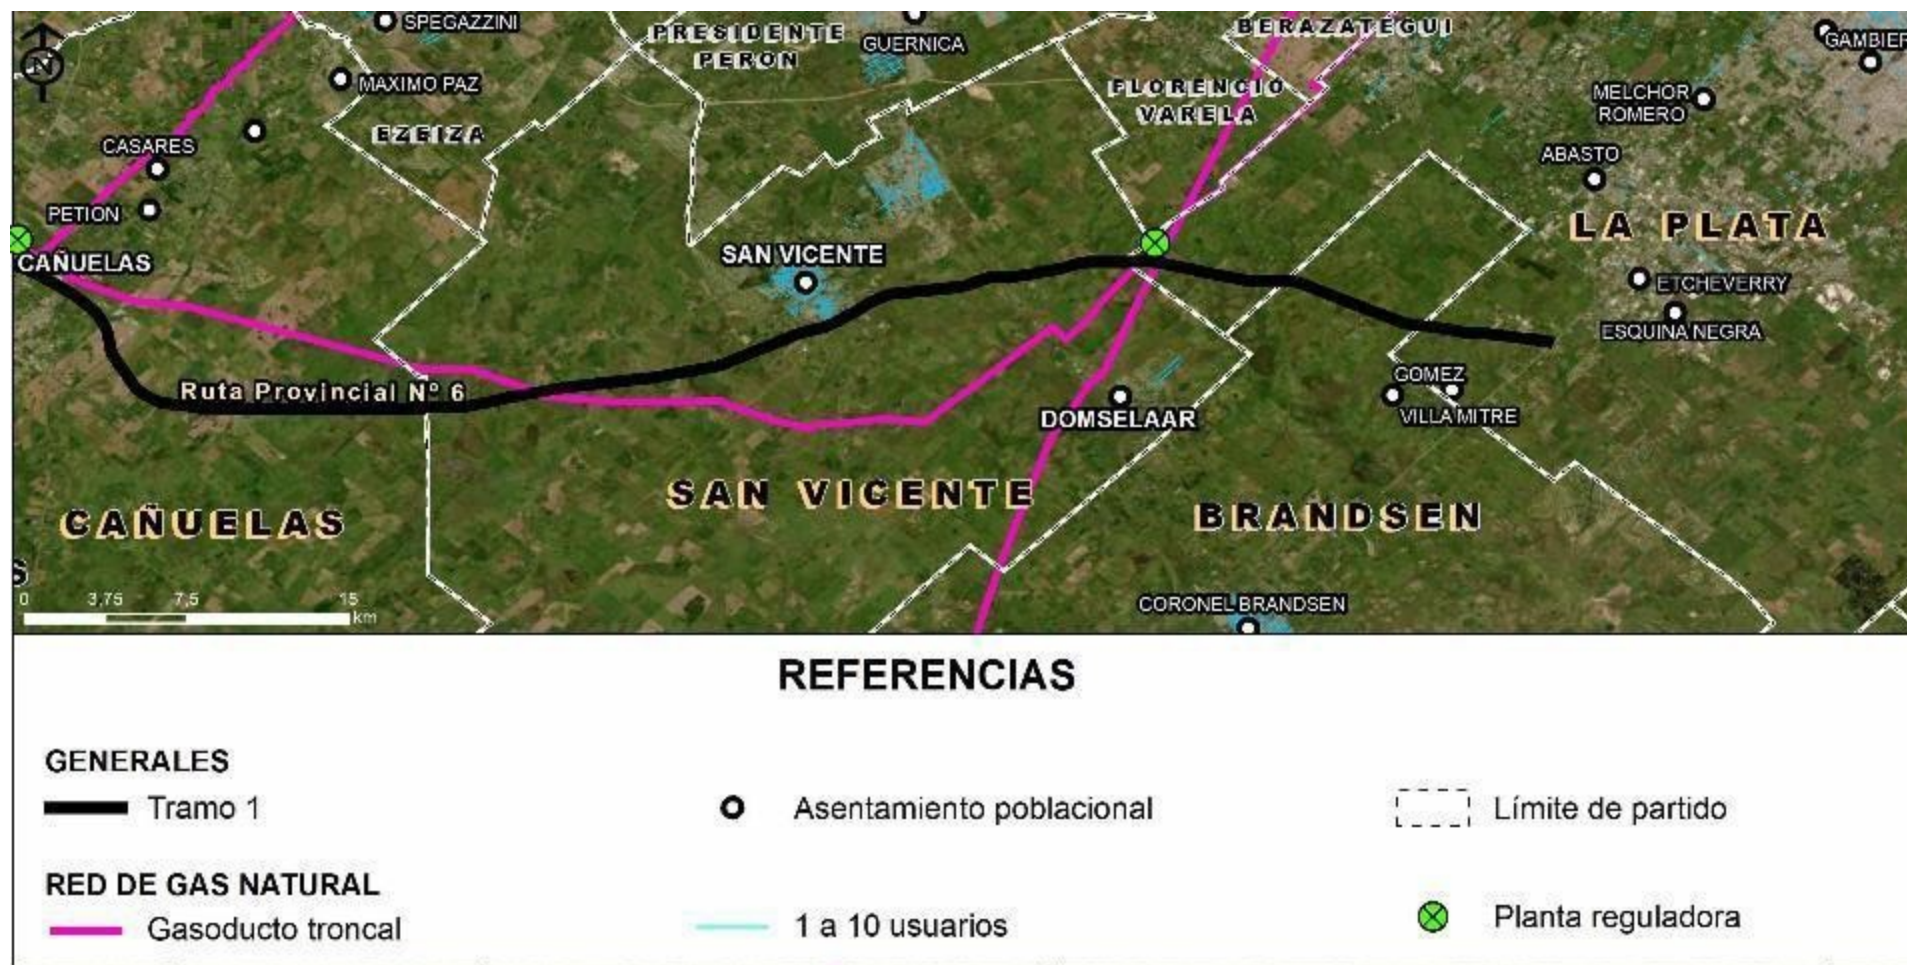 SPEGAZZINI
PRESIDENTE
PERÓN
GUERNICA
BERAZATEGUI
GAMBIER
N
MAXIMO PAZ
FLORENCIO
VARELA
MELCHOR
ROMERO
EZEIZA
CASARES
ABASTO
PETION
LA PLATA
CAÑUELAS
SAN VICENTE
ETCHEVERRY
ESQUINA NEGRA
Ruta Provincial Nº 6
GOMEZ
DOMSELAAR
VILLA MITRE
SAN VICENTE
CAÑUELAS
BRANDSEN
S
0 3,75 7,5 15
km
CORONEL BRANDSEN
REFERENCIAS
GENERALES
Tramo 1
Asentamiento poblacional
Límite de partido
RED DE GAS NATURAL
Gasoducto troncal
1 a 10 usuarios
Planta reguladora